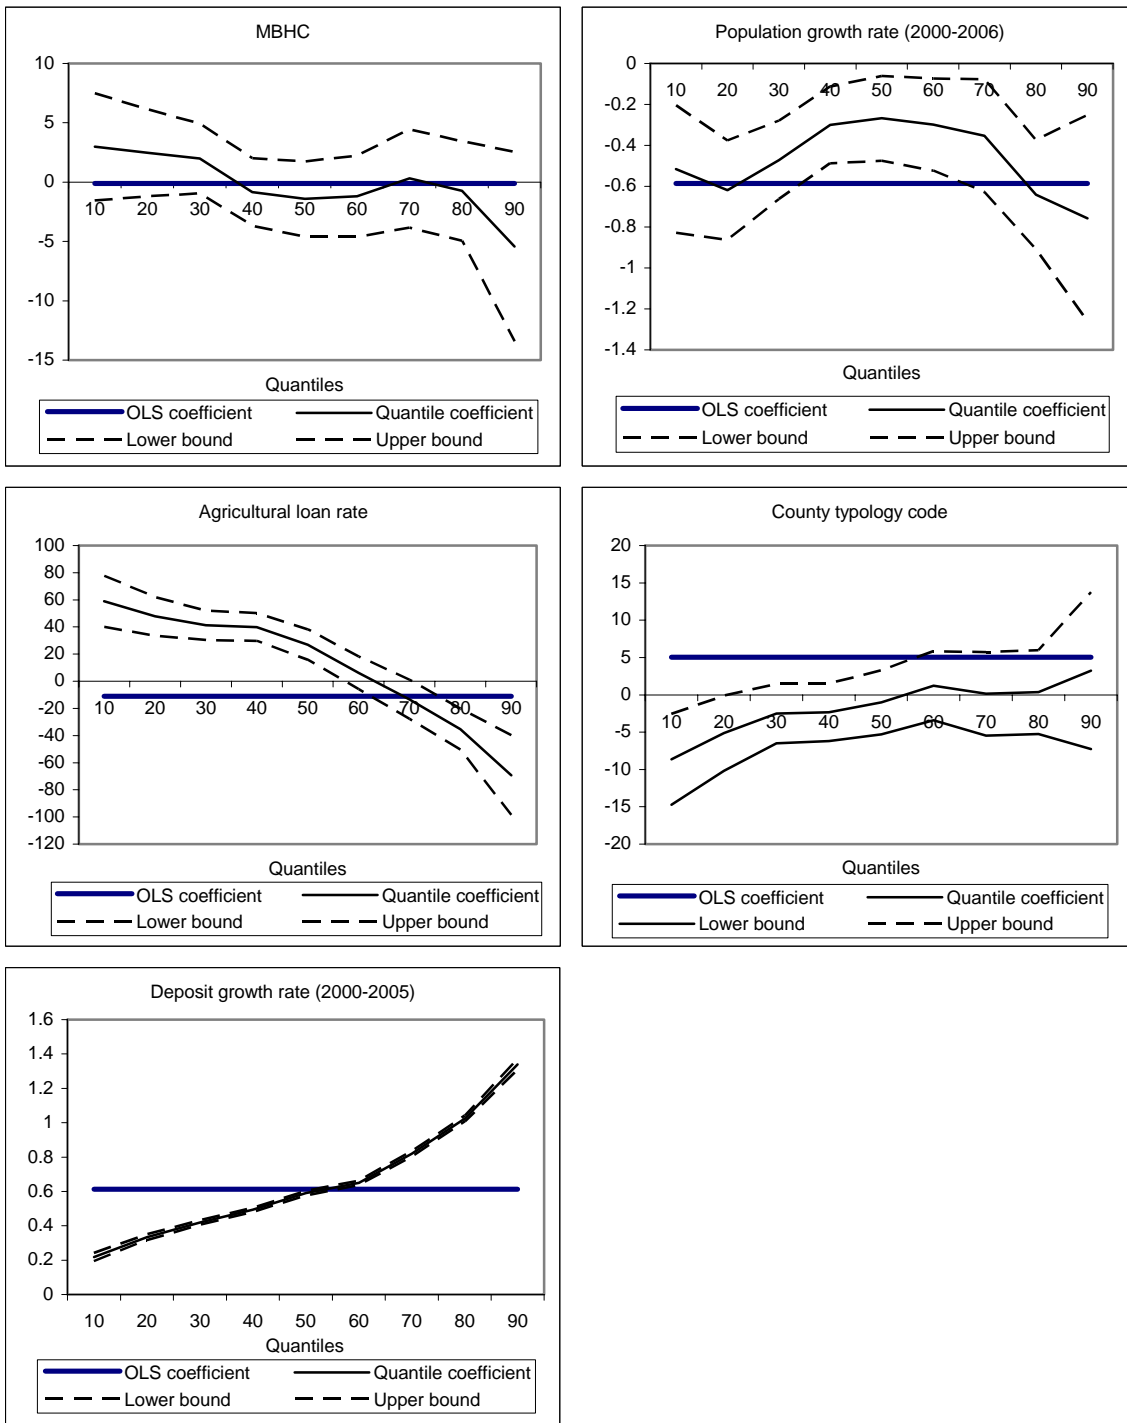 MBHC
10
5
0
-5
-10
-15
10 20 30 40 50 60 70 80 90
Quantiles
OLS coefficient Quantile coefficient
Lower bound Upper bound
Population growth rate (2000-2006)
0
-0.2
-0.4
-0.6
-0.8
-1
-1.2
-1.4
10 20 30 40 50 60 70 80 90
Quantiles
OLS coefficient Quantile coefficient
Lower bound Upper bound
Agricultural loan rate
100
80
60
40
20
0
-20
-40
-60
-80
-100
-120
10 20 30 40 50 60 70 80 90
Quantiles
OLS coefficient Quantile coefficient
Lower bound Upper bound
County typology code
20
15
10
5
0
-5
-10
-15
-20
10 20 30 40 50 60 70 80 90
Quantiles
OLS coefficient Quantile coefficient
Lower bound Upper bound
Deposit growth rate (2000-2005)
1.6
1.4
1.2
1
0.8
0.6
0.4
0.2
0
10 20 30 40 50 60 70 80 90
Quantiles
OLS coefficient Quantile coefficient
Lower bound Upper bound